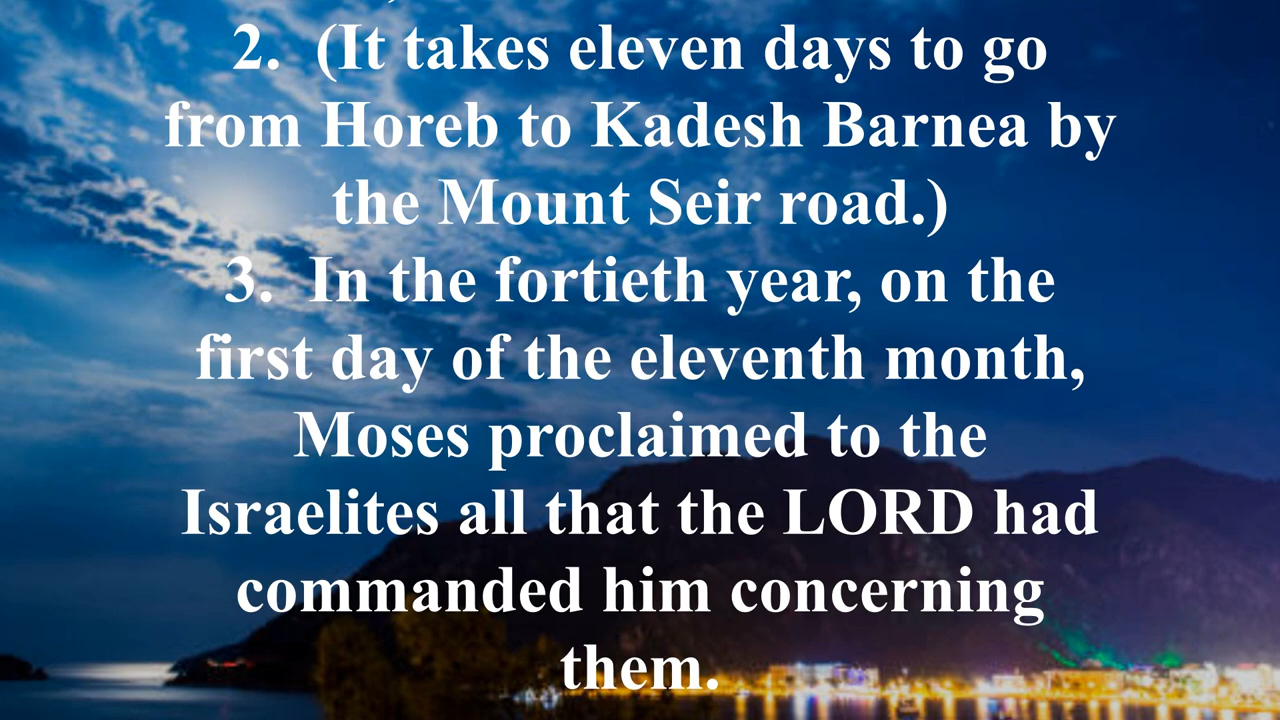 2.  (It takes eleven days to go
from Horeb to Kadesh Barnea by
the Mount Seir road.)
3.  In the fortieth year, on the
first day of the eleventh month,
Moses proclaimed to the
Israelites all that the LORD had
commanded him concerning
them.